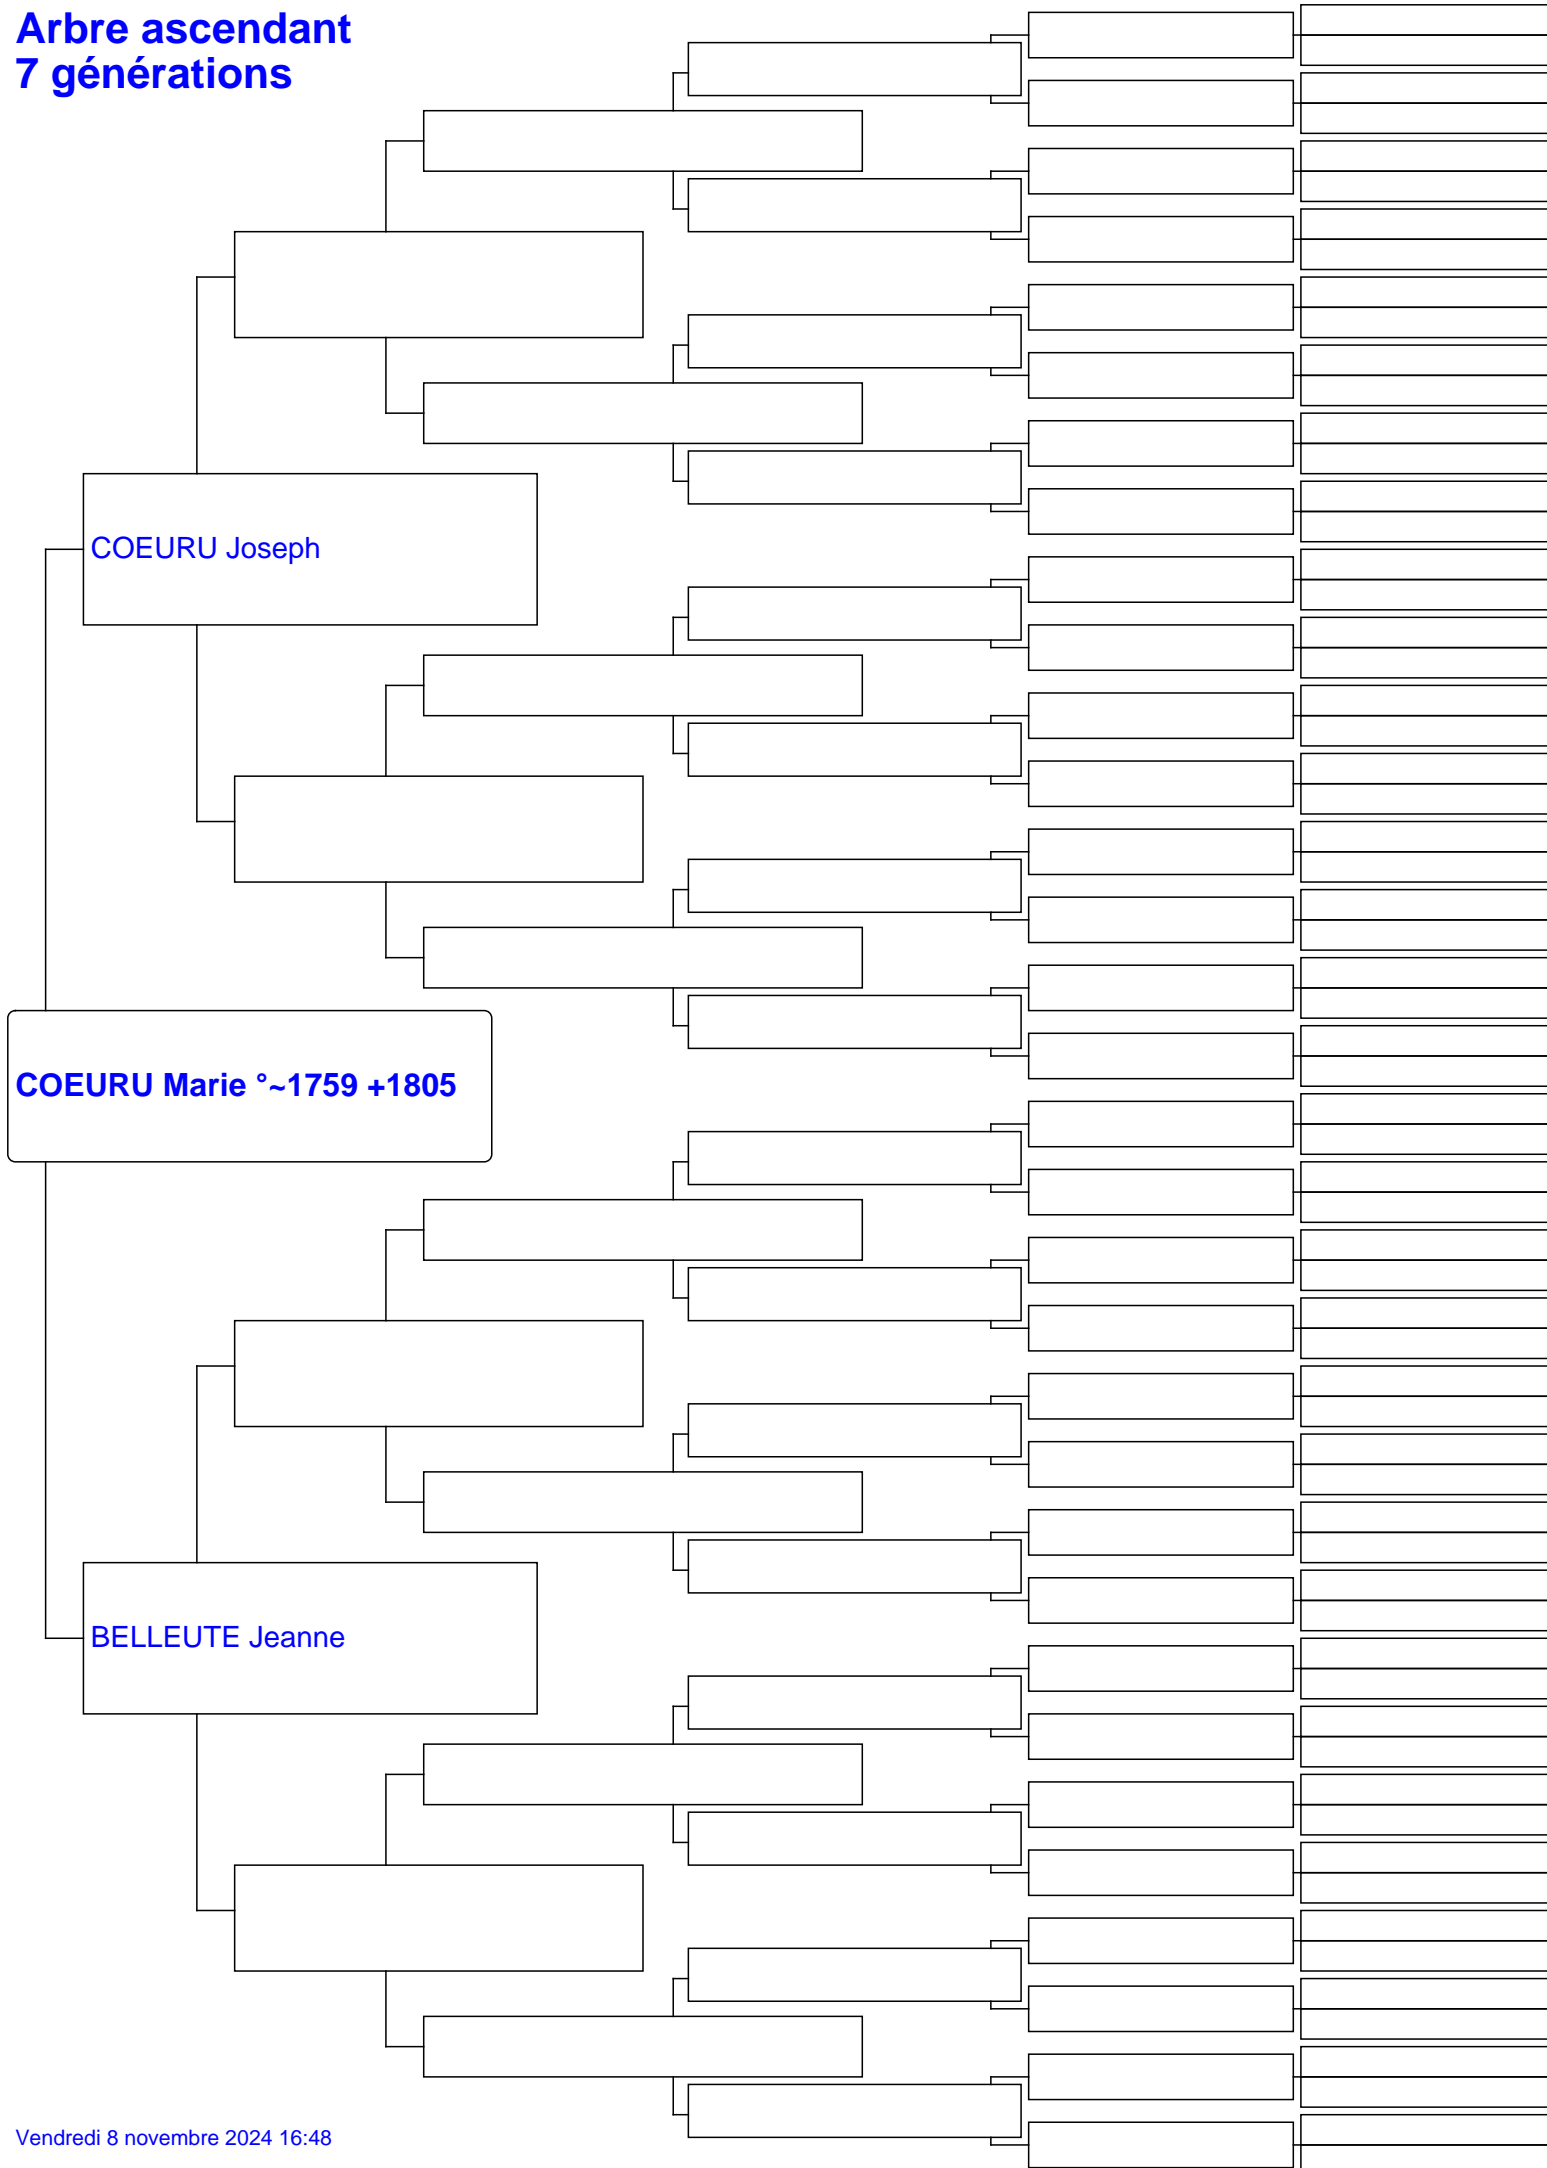 Arbre ascendant
7 générations
COEURU Joseph
COEURU Marie °~1759 +1805
BELLEUTE Jeanne
Vendredi 8 novembre 2024 16:48